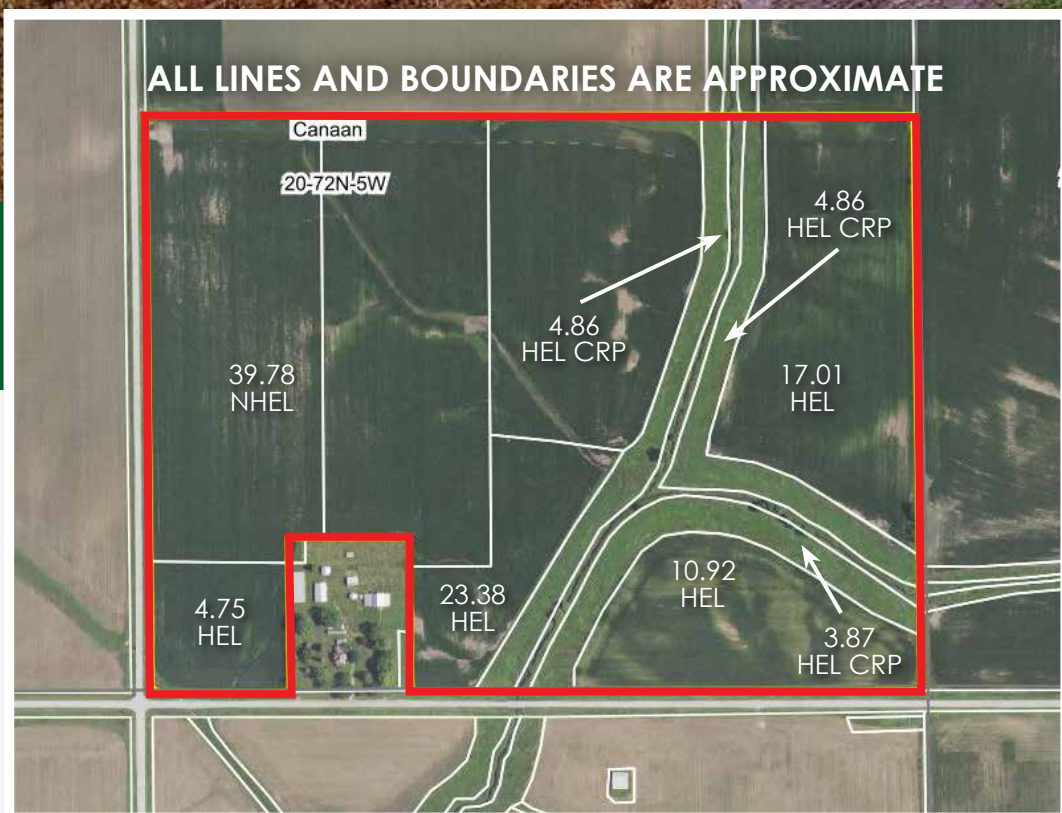 ALL LINES AND BOUNDARIES ARE APPROXIMATE
Canaan
20-72N-5W
4.86
HEL CRP
4.86
HEL CRP
39.78
NHEL
17.01
HEL
4.75
HEL
23.38
HEL
10.92
HEL
3.87
HEL CRP